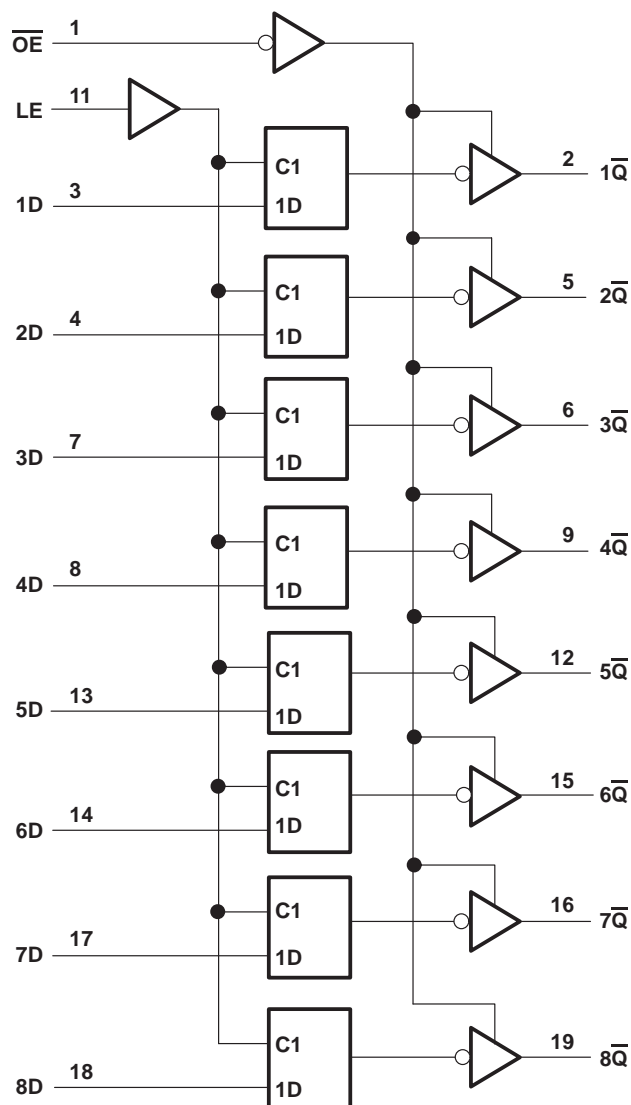 O̅E̅ 1
LE 11
C1
1D 3 1D 2 1Q̅
C1
2D 4 1D 5 2Q̅
C1
3D 7 1D 6 3Q̅
C1
4D 8 1D 9 4Q̅
C1
5D 13 1D 12 5Q̅
C1
6D 14 1D 15 6Q̅
C1
7D 17 1D 16 7Q̅
C1
8D 18 1D 19 8Q̅